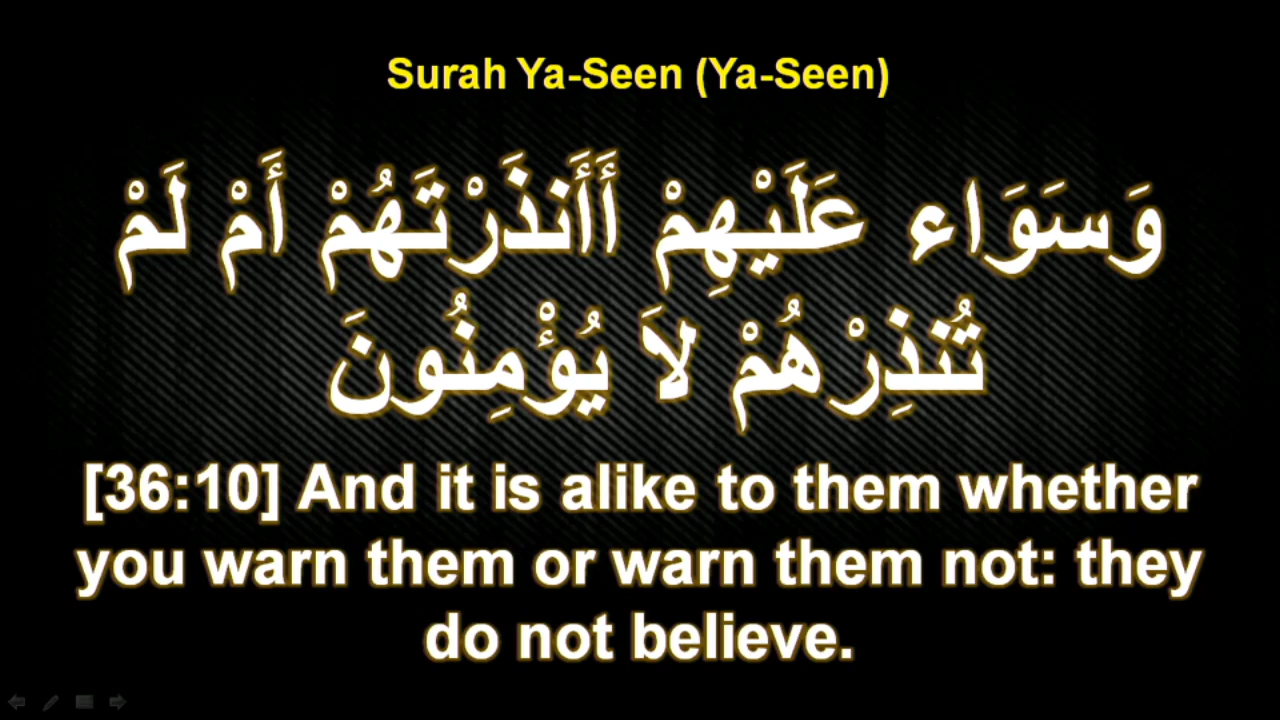 Surah Ya-Seen (Ya-Seen)
وَسَوَاء عَلَيْهِمْ أَأَنذَرْتَهُمْ أَمْ لَمْ
تُنذِرْهُمْ لاَ يُؤْمِنُونَ
[36:10] And it is alike to them whether
you warn them or warn them not: they
do not believe.